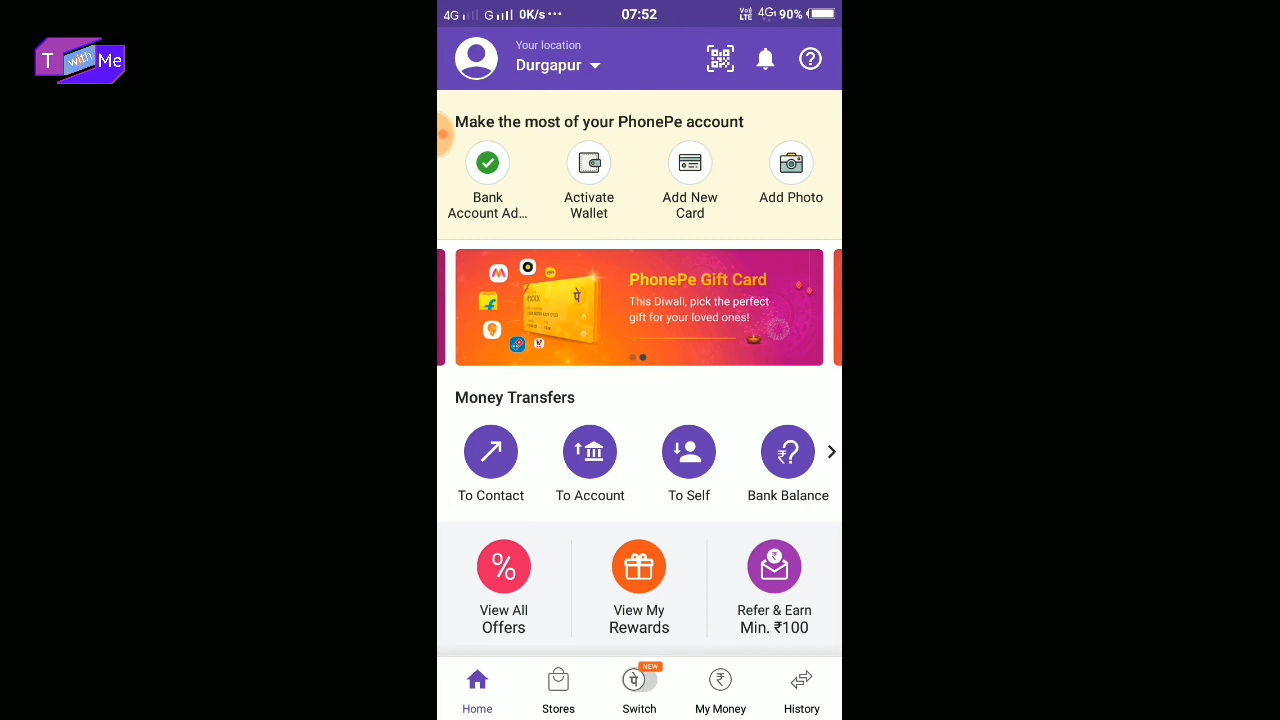 T with Me
4G G 0K/s ••• 07:52 VoLTE 4G 90%
Your location
Durgapur
Make the most of your PhonePe account
Bank
Account Ad...
Activate
Wallet
Add New
Card
Add Photo
PhonePe Gift Card
This Diwali, pick the perfect
gift for your loved ones!
पे
Money Transfers
To Contact
To Account
To Self
₹?
Bank Balance
%
View All
Offers
View My
Rewards
₹
Refer & Earn
Min. ₹100
NEW
पे
₹
Home
Stores
Switch
My Money
History